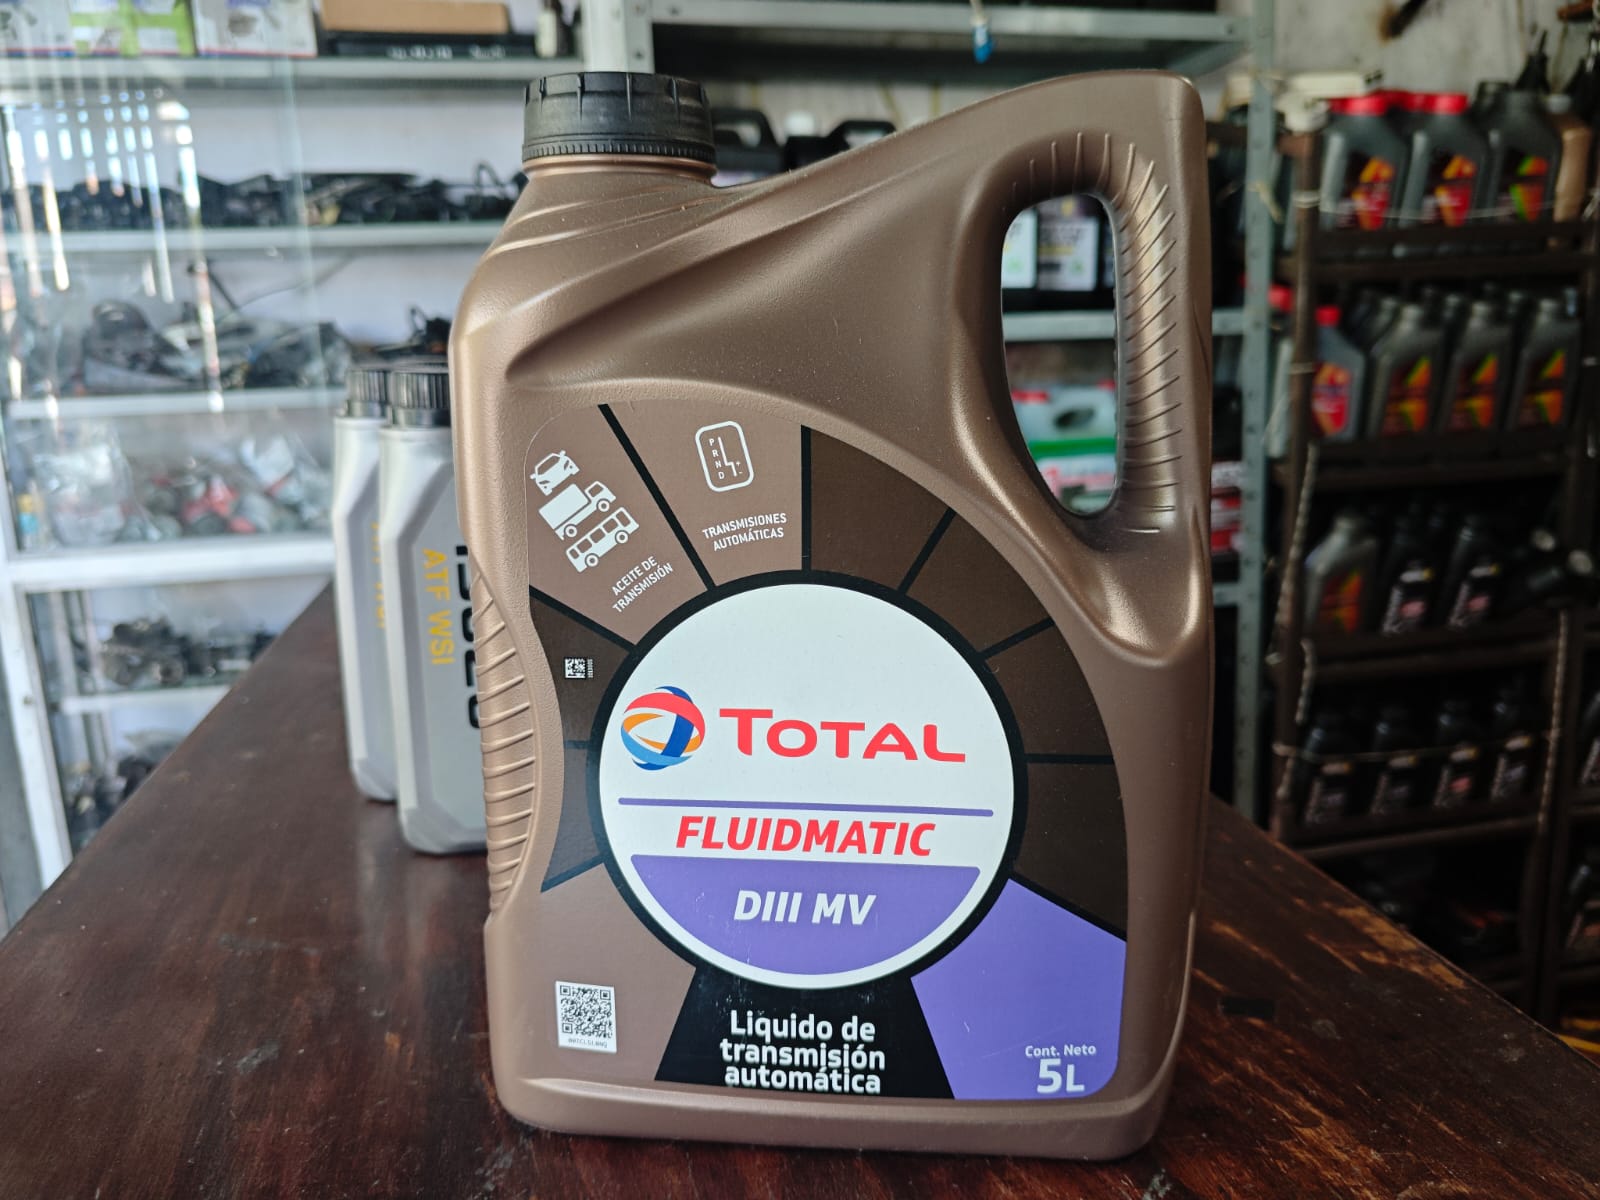 P
R
N
D
+
-
TRANSMISIONES
AUTOMÁTICAS
ACEITE DE
TRANSMISIÓN
TOTAL
FLUIDMATIC
DIII MV
Liquido de
transmisión
automática
Cont. Neto
5L
ATF WSI